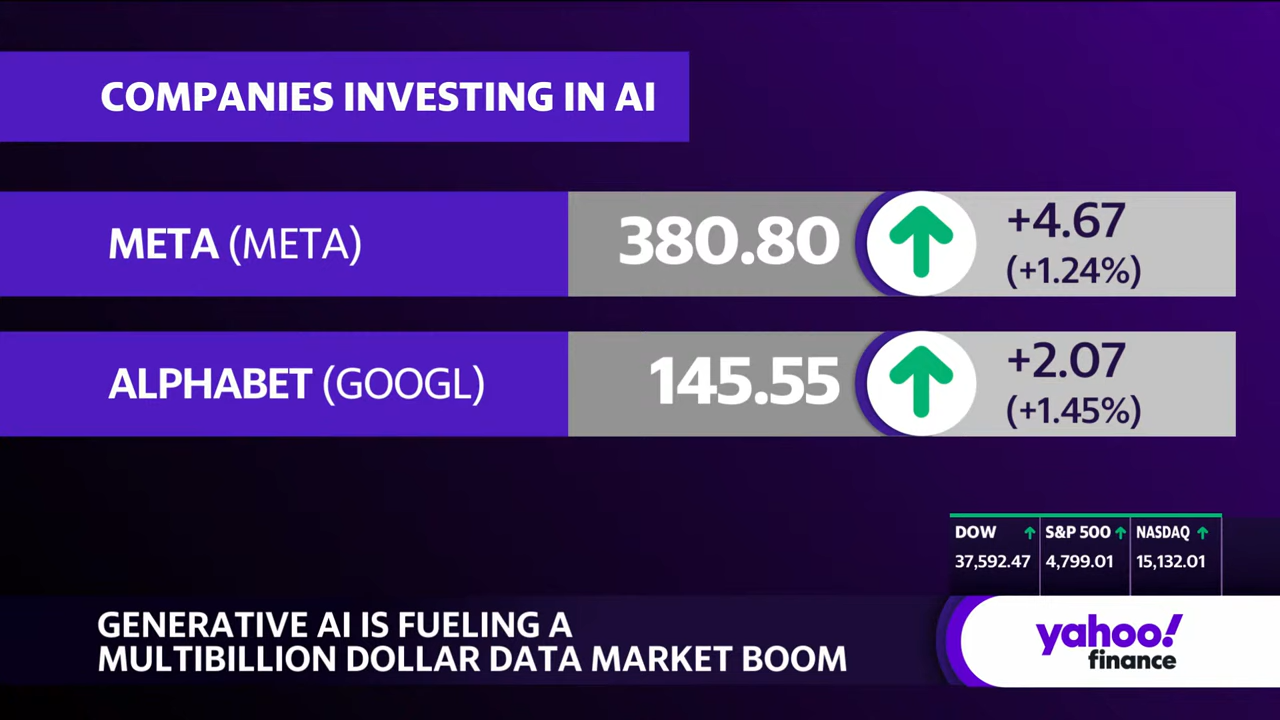 COMPANIES INVESTING IN AI
META (META) 380.80 +4.67
(+1.24%)
ALPHABET (GOOGL) 145.55 +2.07
(+1.45%)
DOW S&P 500 NASDAQ
37,592.47 4,799.01 15,132.01
GENERATIVE AI IS FUELING A
MULTIBILLION DOLLAR DATA MARKET BOOM
yahoo!
finance